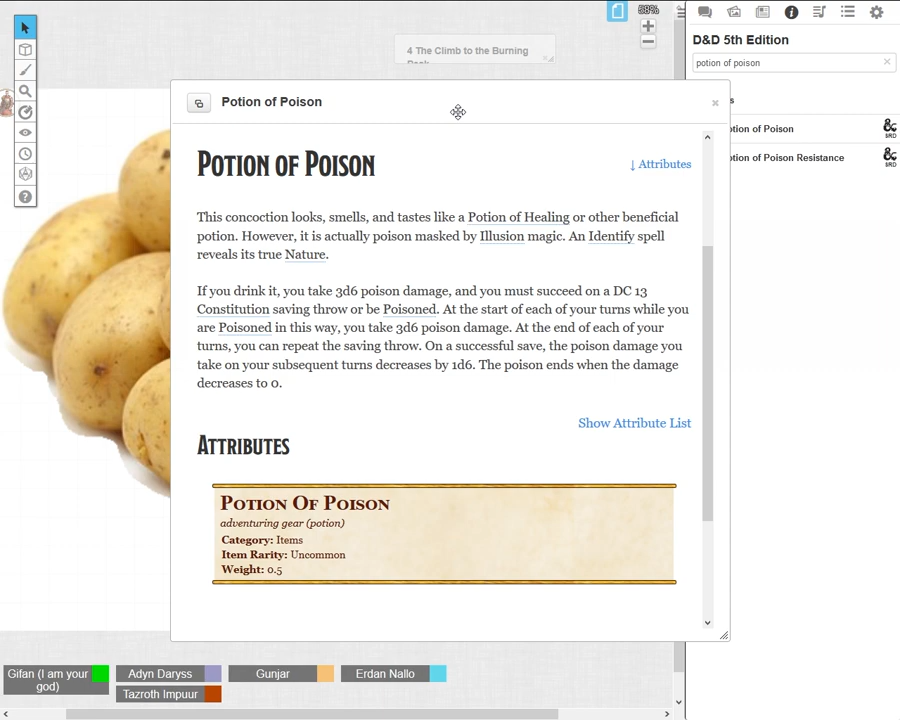 4 The Climb to the Burning
D&D 5th Edition
potion of poison
Potion of Poison
POTION OF POISON
↓ Attributes
This concoction looks, smells, and tastes like a Potion of Healing or other beneficial
potion. However, it is actually poison masked by Illusion magic. An Identify spell
reveals its true Nature.
If you drink it, you take 3d6 poison damage, and you must succeed on a DC 13
Constitution saving throw or be Poisoned. At the start of each of your turns while you
are Poisoned in this way, you take 3d6 poison damage. At the end of each of your
turns, you can repeat the saving throw. On a successful save, the poison damage you
take on your subsequent turns decreases by 1d6. The poison ends when the damage
decreases to 0.
Show Attribute List
ATTRIBUTES
Potion Of Poison
adventuring gear (potion)
Category: Items
Item Rarity: Uncommon
Weight: 0.5
s
otion of Poison
SRD
otion of Poison Resistance
SRD
Gifan (I am your
god)
Adyn Daryss
Gunjar
Erdan Nallo
Tazroth Impuur